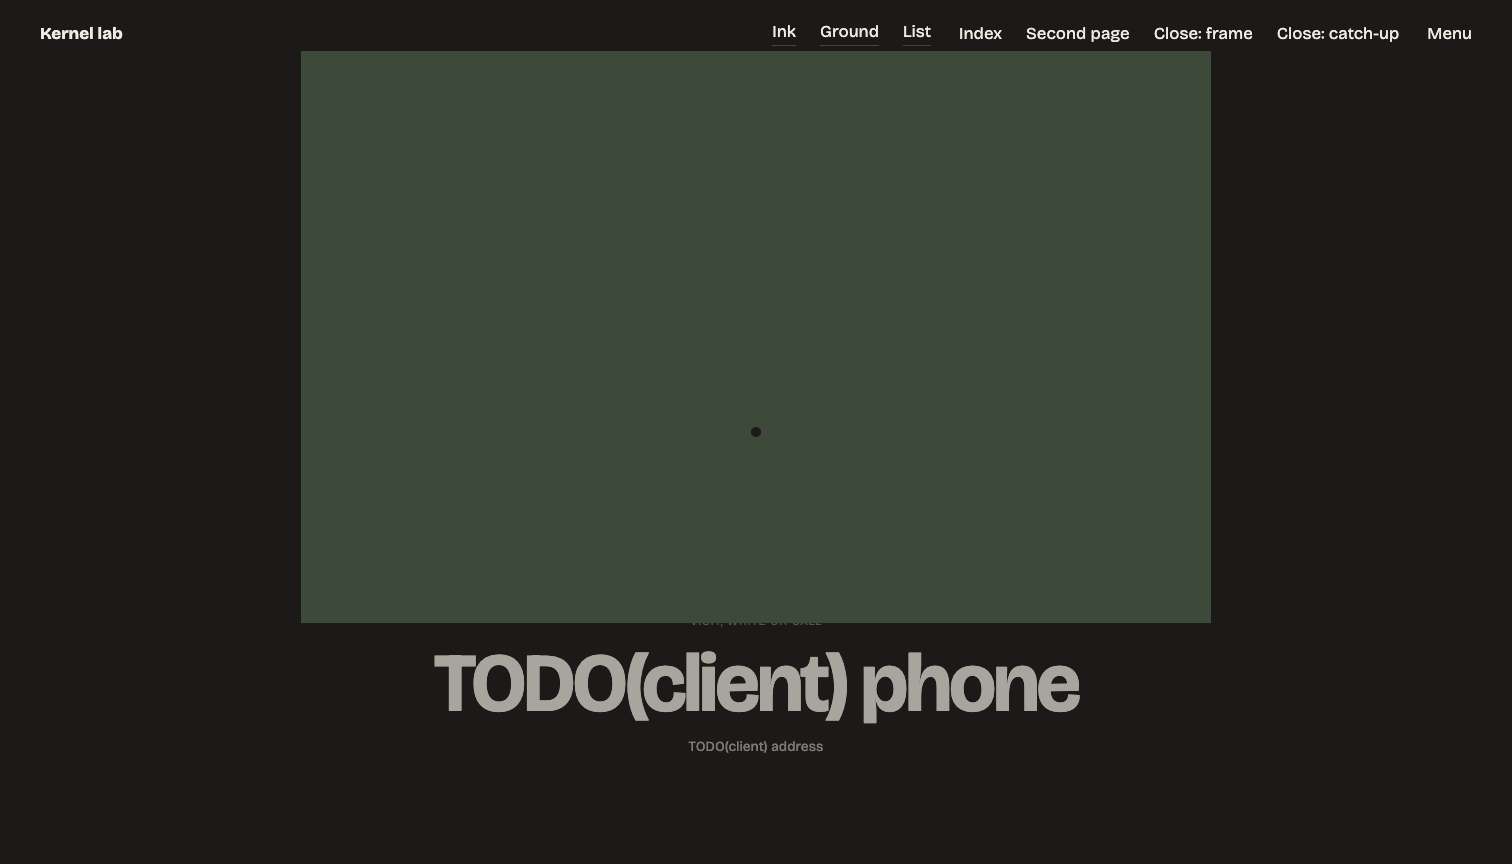 Kernel lab
Ink Ground List Index Second page Close: frame Close: catch-up Menu
TODO(client) phone
TODO(client) address